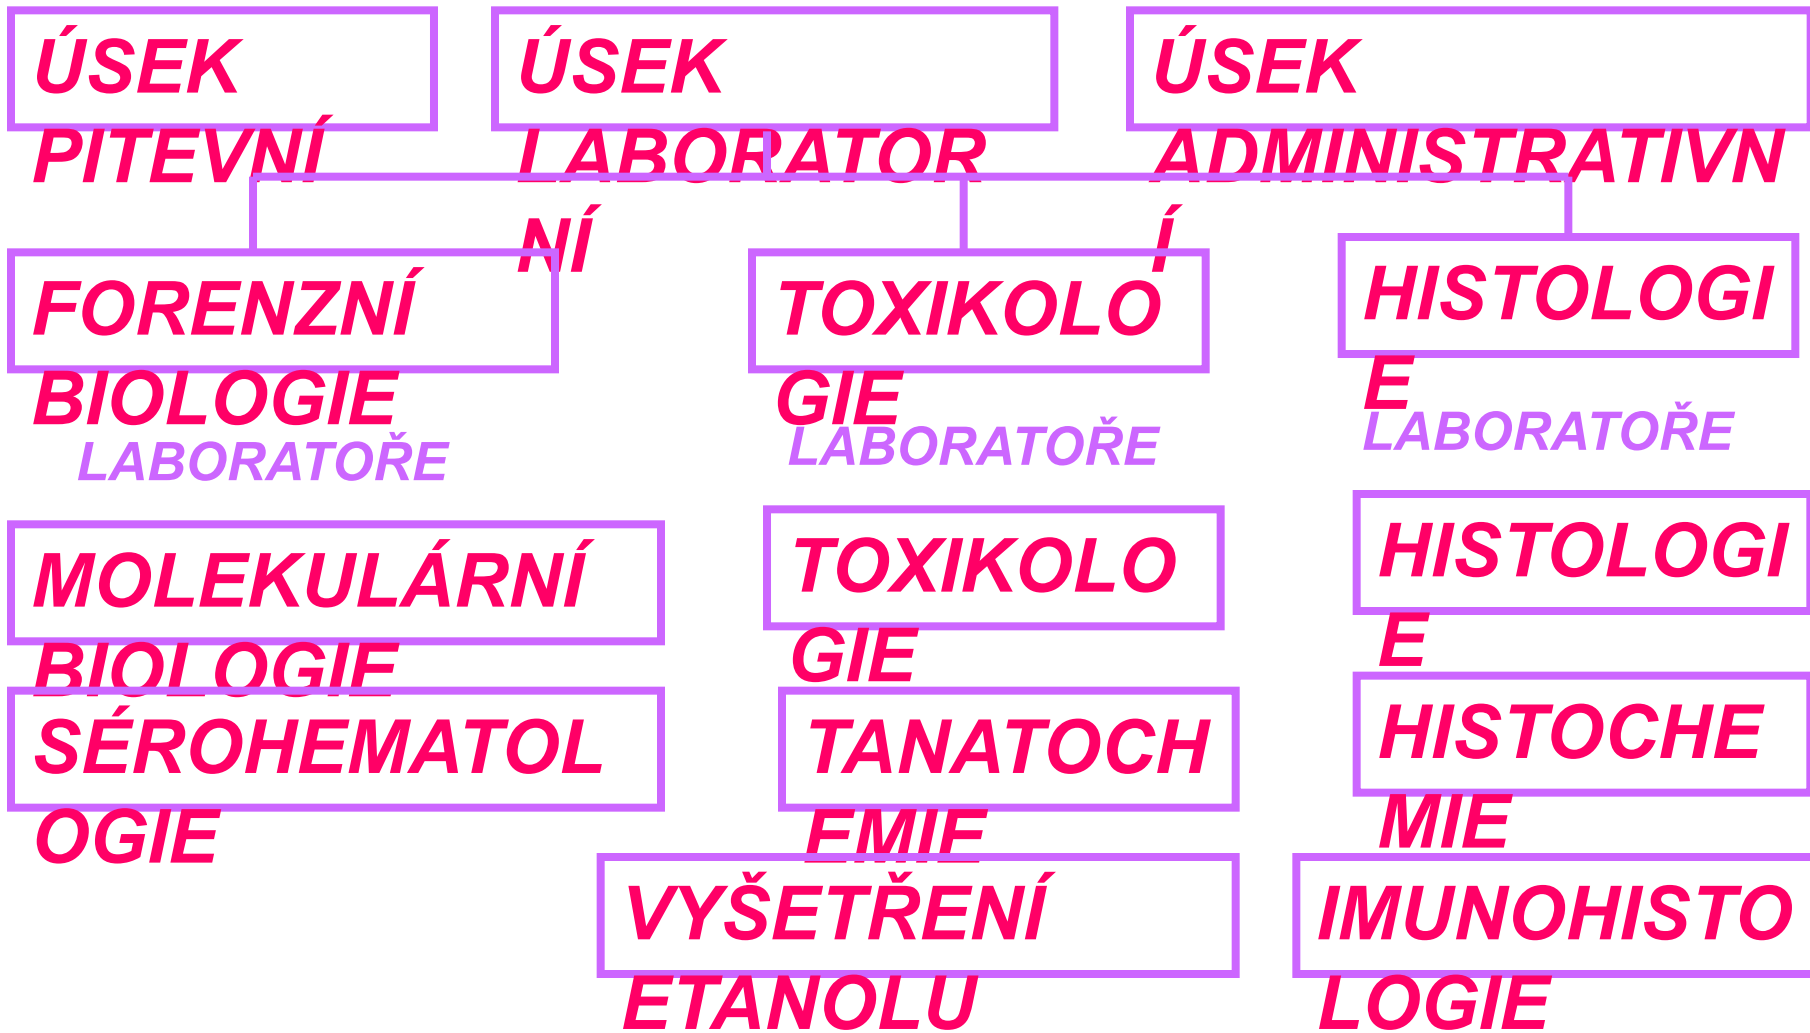 ÚSEK
PITEVNÍ
ÚSEK
LABORATOR
NÍ
ÚSEK
ADMINISTRATIVN
Í
FORENZNÍ
BIOLOGIE
TOXIKOLO
GIE
HISTOLOGI
E
LABORATOŘE
LABORATOŘE
LABORATOŘE
MOLEKULÁRNÍ
BIOLOGIE
TOXIKOLO
GIE
HISTOLOGI
E
SÉROHEMATOL
OGIE
TANATOCH
EMIE
HISTOCHE
MIE
VYŠETŘENÍ
ETANOLU
IMUNOHISTO
LOGIE